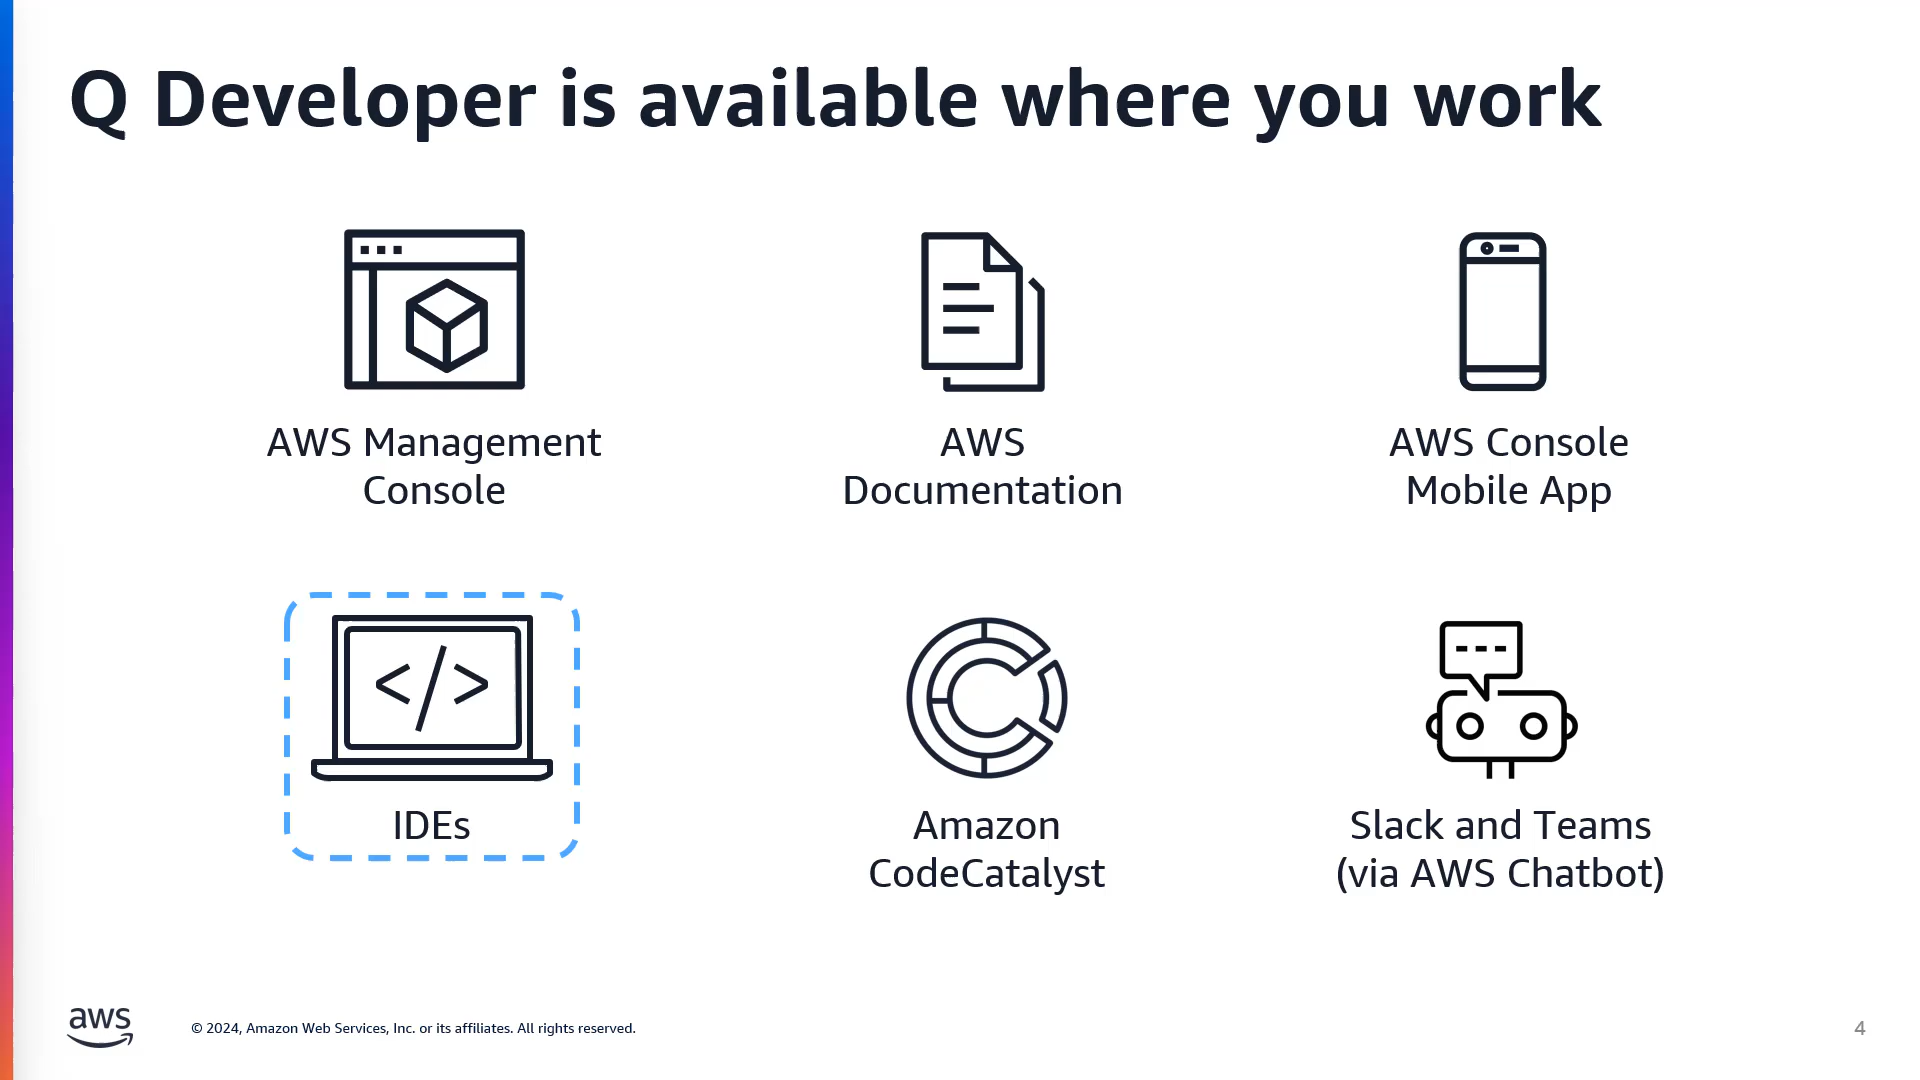 Q Developer is available where you work
AWS Management
Console
AWS
Documentation
AWS Console
Mobile App
</>
IDEs
Amazon
CodeCatalyst
Slack and Teams
(via AWS Chatbot)
aws
© 2024, Amazon Web Services, Inc. or its affiliates. All rights reserved.
4